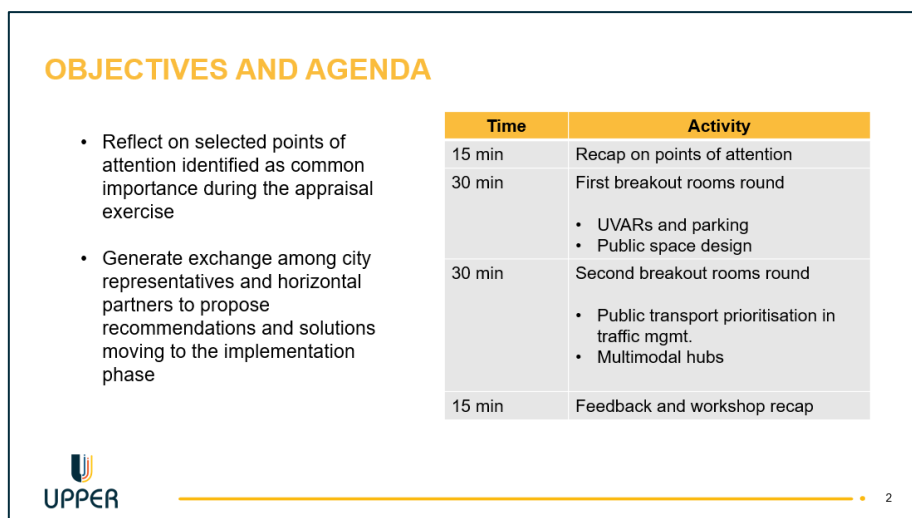 OBJECTIVES AND AGENDA
• Reflect on selected points of
attention identified as common
importance during the appraisal
exercise
• Generate exchange among city
representatives and horizontal
partners to propose
recommendations and solutions
moving to the implementation
phase
Time Activity
15 min Recap on points of attention
30 min First breakout rooms round
• UVARs and parking
• Public space design
30 min Second breakout rooms round
• Public transport prioritisation in
traffic mgmt.
• Multimodal hubs
15 min Feedback and workshop recap
UPPER
2